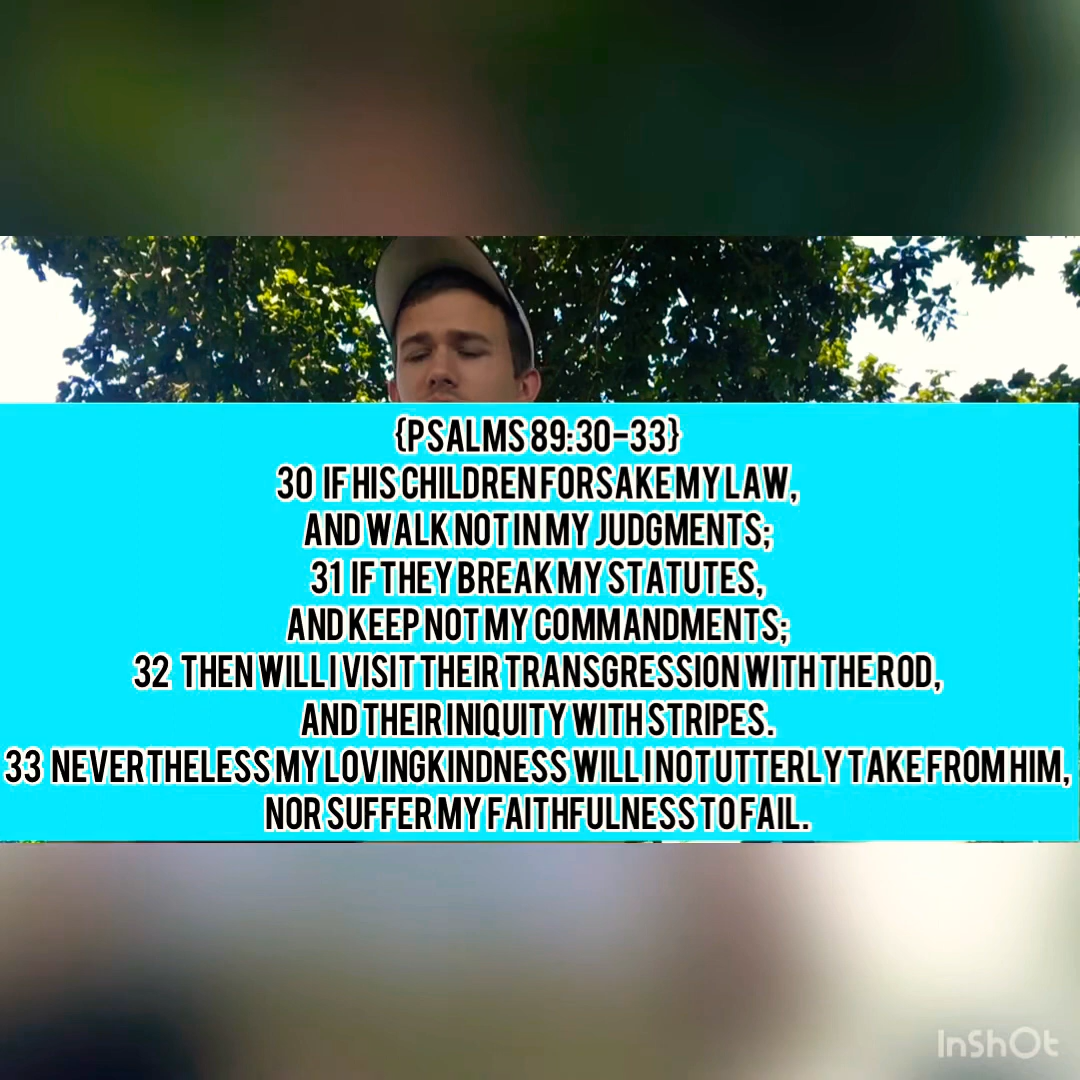 {PSALMS 89:30-33}
30 IF HIS CHILDREN FORSAKE MY LAW,
AND WALK NOT IN MY JUDGMENTS;
31 IF THEY BREAK MY STATUTES,
AND KEEP NOT MY COMMANDMENTS;
32 THEN WILL I VISIT THEIR TRANSGRESSION WITH THE ROD,
AND THEIR INIQUITY WITH STRIPES.
33 NEVERTHELESS MY LOVINGKINDNESS WILL I NOT UTTERLY TAKE FROM HIM,
NOR SUFFER MY FAITHFULNESS TO FAIL.
InShOt